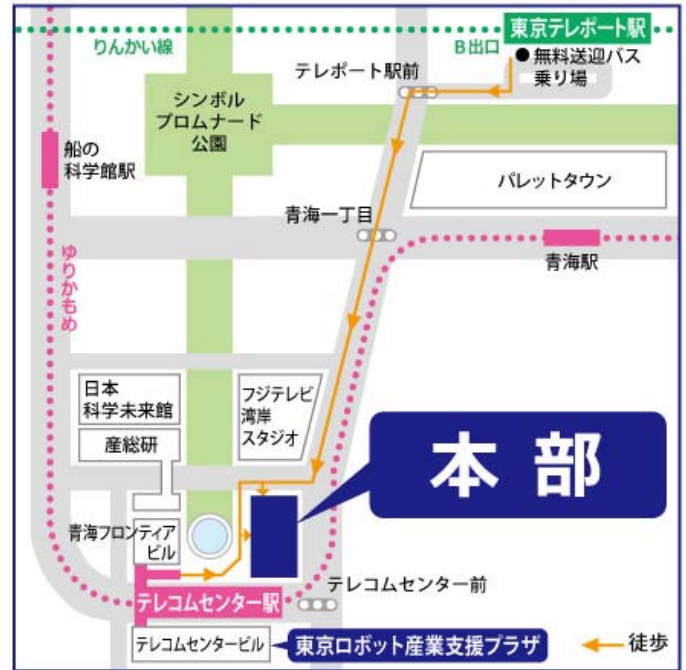 東京テレポート駅
りんかい線
B出口
● 無料送迎バス
乗り場
テレポート駅前
シンボル
プロムナード
公園
船の
科学館駅
パレットタウン
青海一丁目
青海駅
ゆりかもめ
日本
科学未来館
フジテレビ
湾岸
スタジオ
産総研
本部
青海フロンティア
ビル
テレコムセンター前
テレコムセンター駅
テレコムセンタービル
東京ロボット産業支援プラザ
徒歩